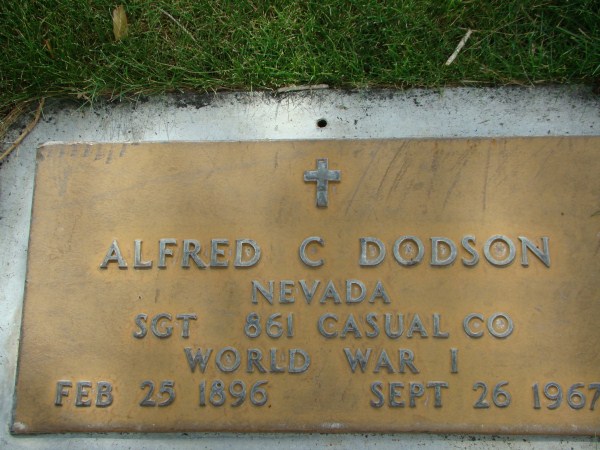 ALFRED C DODSON
NEVADA
SGT 861 CASUAL CO
WORLD WAR I
FEB 25 1896 SEPT 26 1967